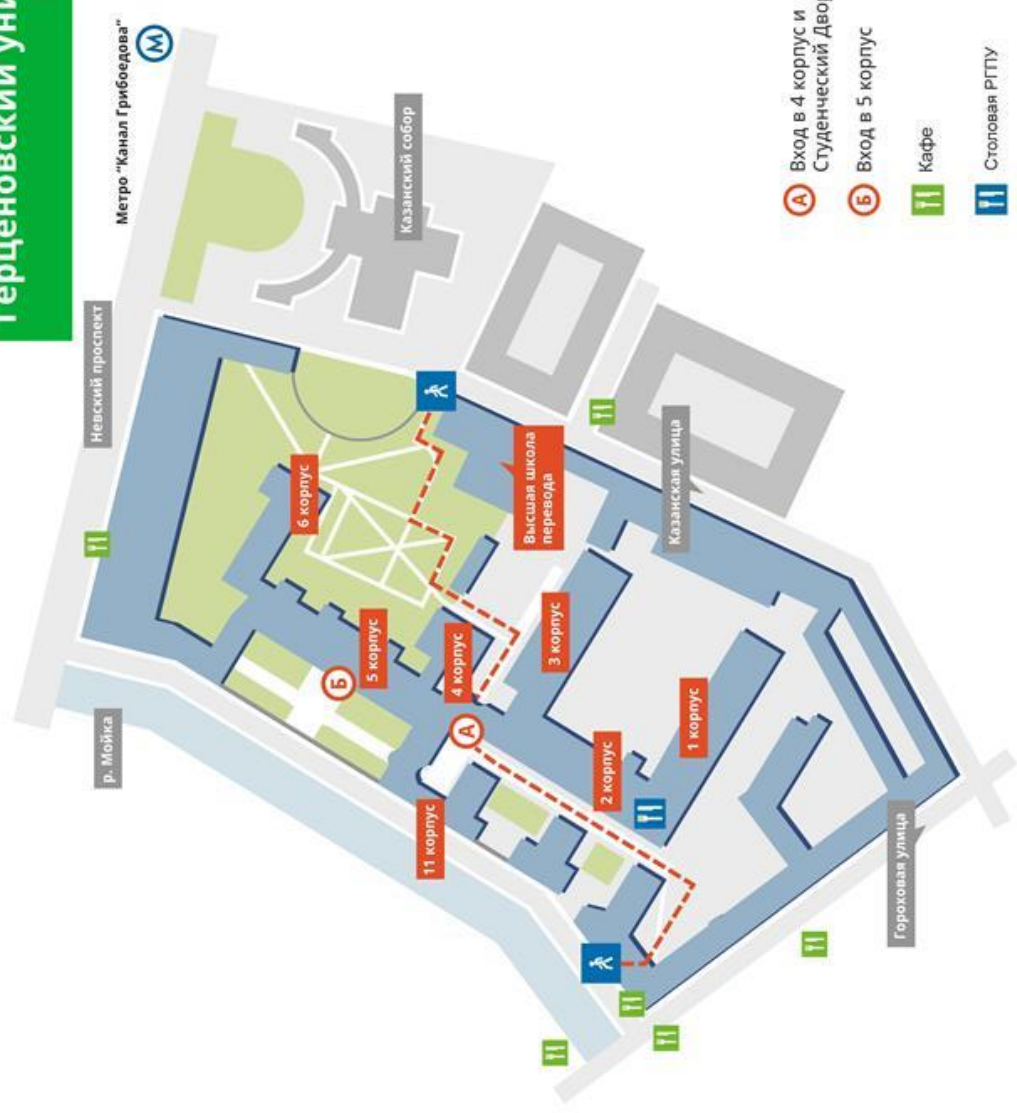 Герценовский уни
Невский проспект
р. Мойка
Метро "Канал Грибоедова"
М
6 корпус
Б
5 корпус
Казанский собор
11 корпус
4 корпус
А
Высшая школа
перевода
3 корпус
2 корпус
Казанская улица
1 корпус
Гороховая улица
А Вход в 4 корпус и
Студенческий Двор
Б Вход в 5 корпус
Кафе
Столовая РГПУ